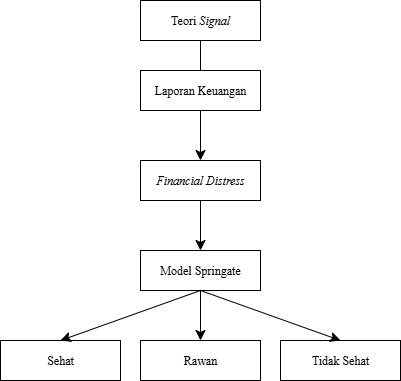 Teori Signal
Laporan Keuangan
Financial Distress
Model Springate
Sehat
Rawan
Tidak Sehat